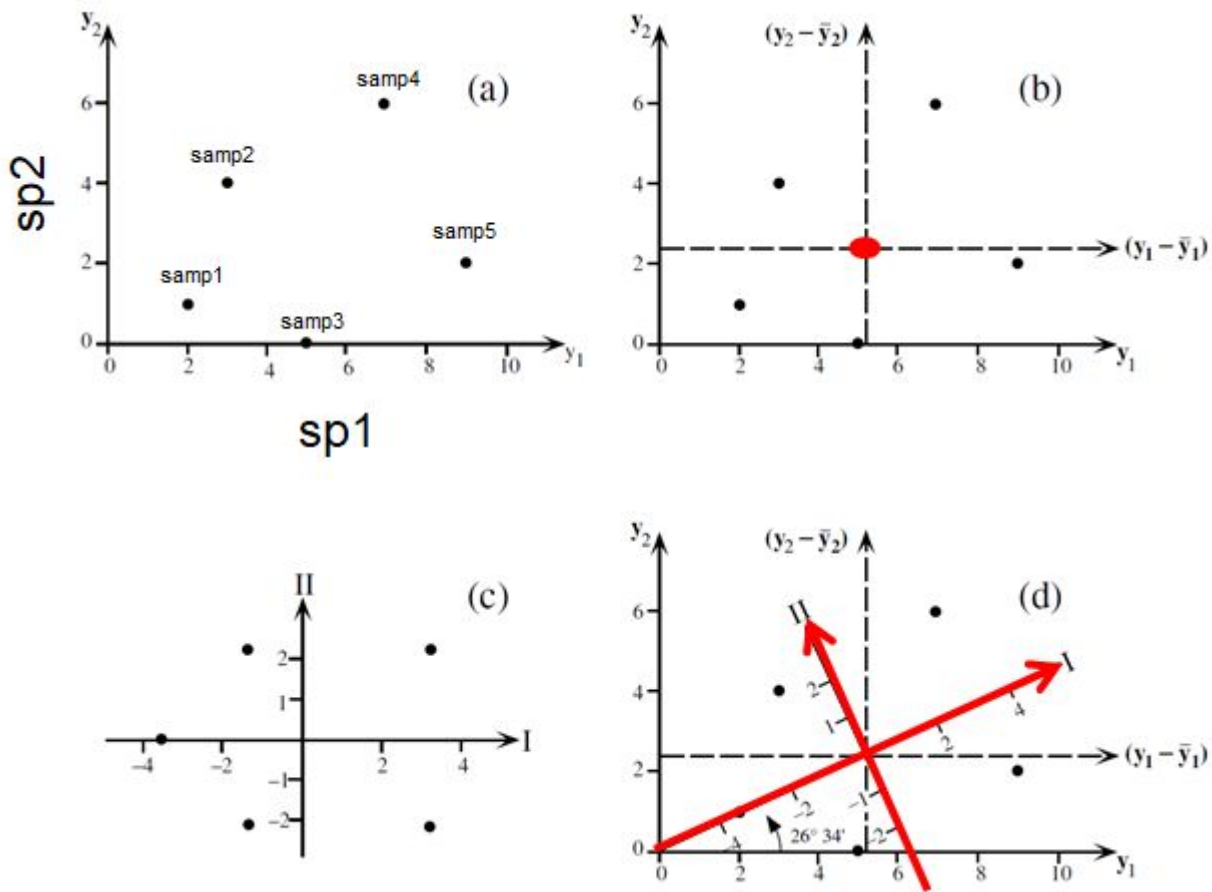 y₂
samp4
(a)
6
samp2
4
samp5
2
samp1
samp3
0
0 2 4 6 8 10 y₁
sp2
sp1
y₂
(y₂ – ȳ₂)
(b)
6
4
(y₁ – ȳ₁)
2
0
0 2 4 6 8 10 y₁
II
(c)
2
1
I
–4 –2 2 4
–1
–2
y₂
(y₂ – ȳ₂)
(d)
6
II
I
4
2
4
1
2
(y₁ – ȳ₁)
2
–2
–1
–4
26° 34′
–2
0
0 2 4 6 8 10 y₁